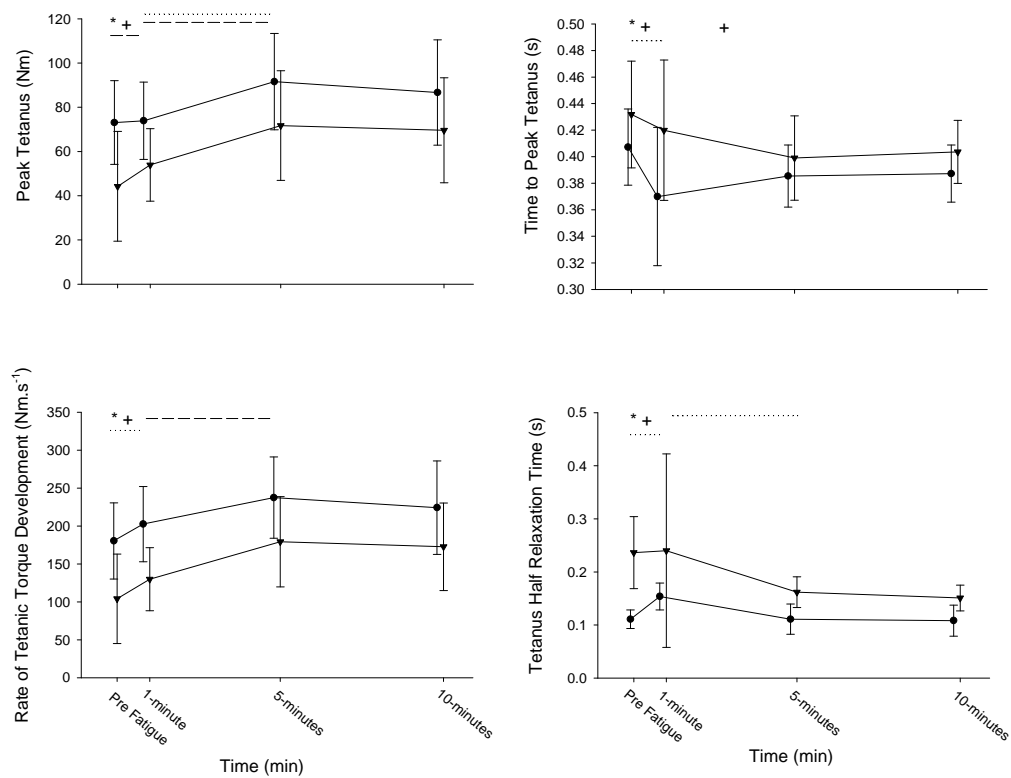 * +
120
100
80
60
40
20
0
Peak Tetanus (Nm)
* +
+
0.50
0.48
0.46
0.44
0.42
0.40
0.38
0.36
0.34
0.32
0.30
Time to Peak Tetanus (s)
* +
350
300
250
200
150
100
50
0
Rate of Tetanic Torque Development (Nm.s⁻¹)
Pre Fatigue
1-minute
5-minutes
10-minutes
Time (min)
* +
0.5
0.4
0.3
0.2
0.1
0.0
Tetanus Half Relaxation Time (s)
Pre Fatigue
1-minute
5-minutes
10-minutes
Time (min)